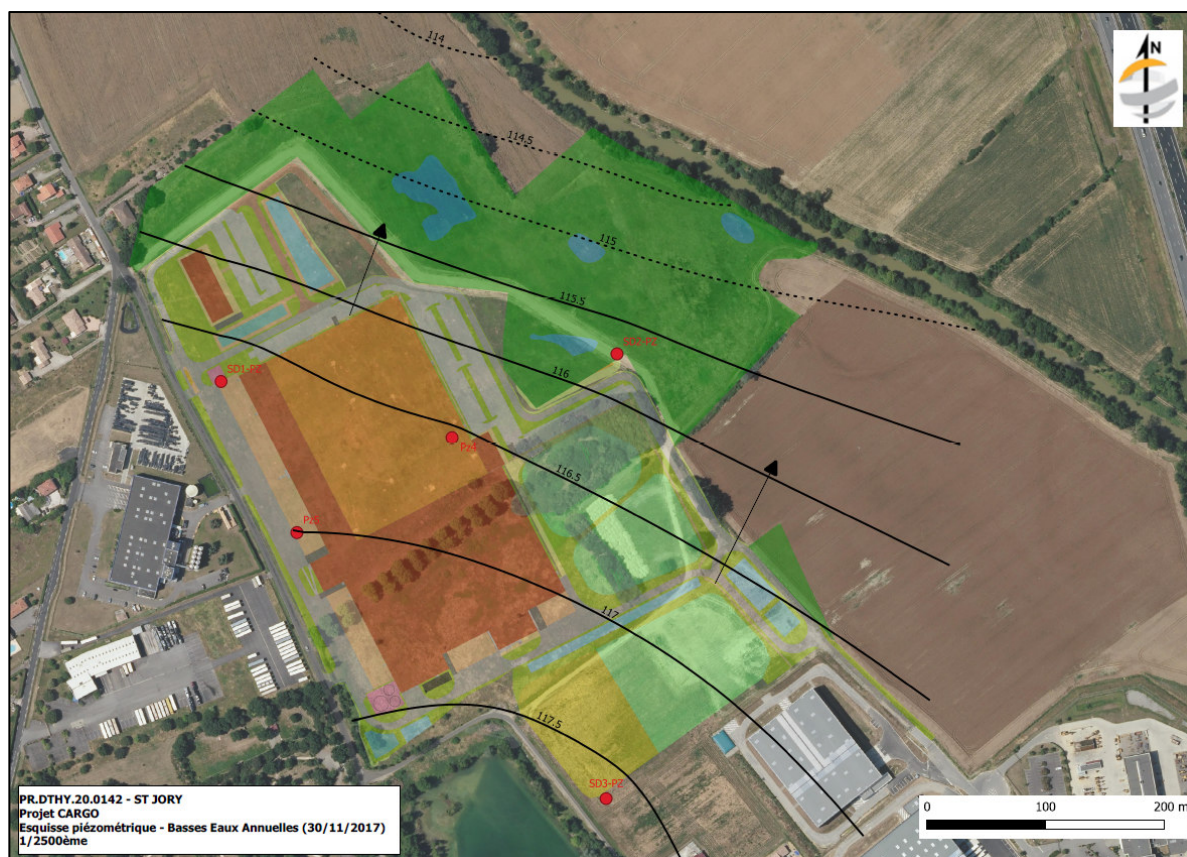 114
N
114.5
115
115.5
SD2-PZ
116
SD1-PZ
Pz4
116.5
Pz5
117
117.5
SD3-PZ
PR.DTHY.20.0142 - ST JORY
Projet CARGO
Esquisse piézométrique - Basses Eaux Annuelles (30/11/2017)
1/2500ème
0 100 200 m